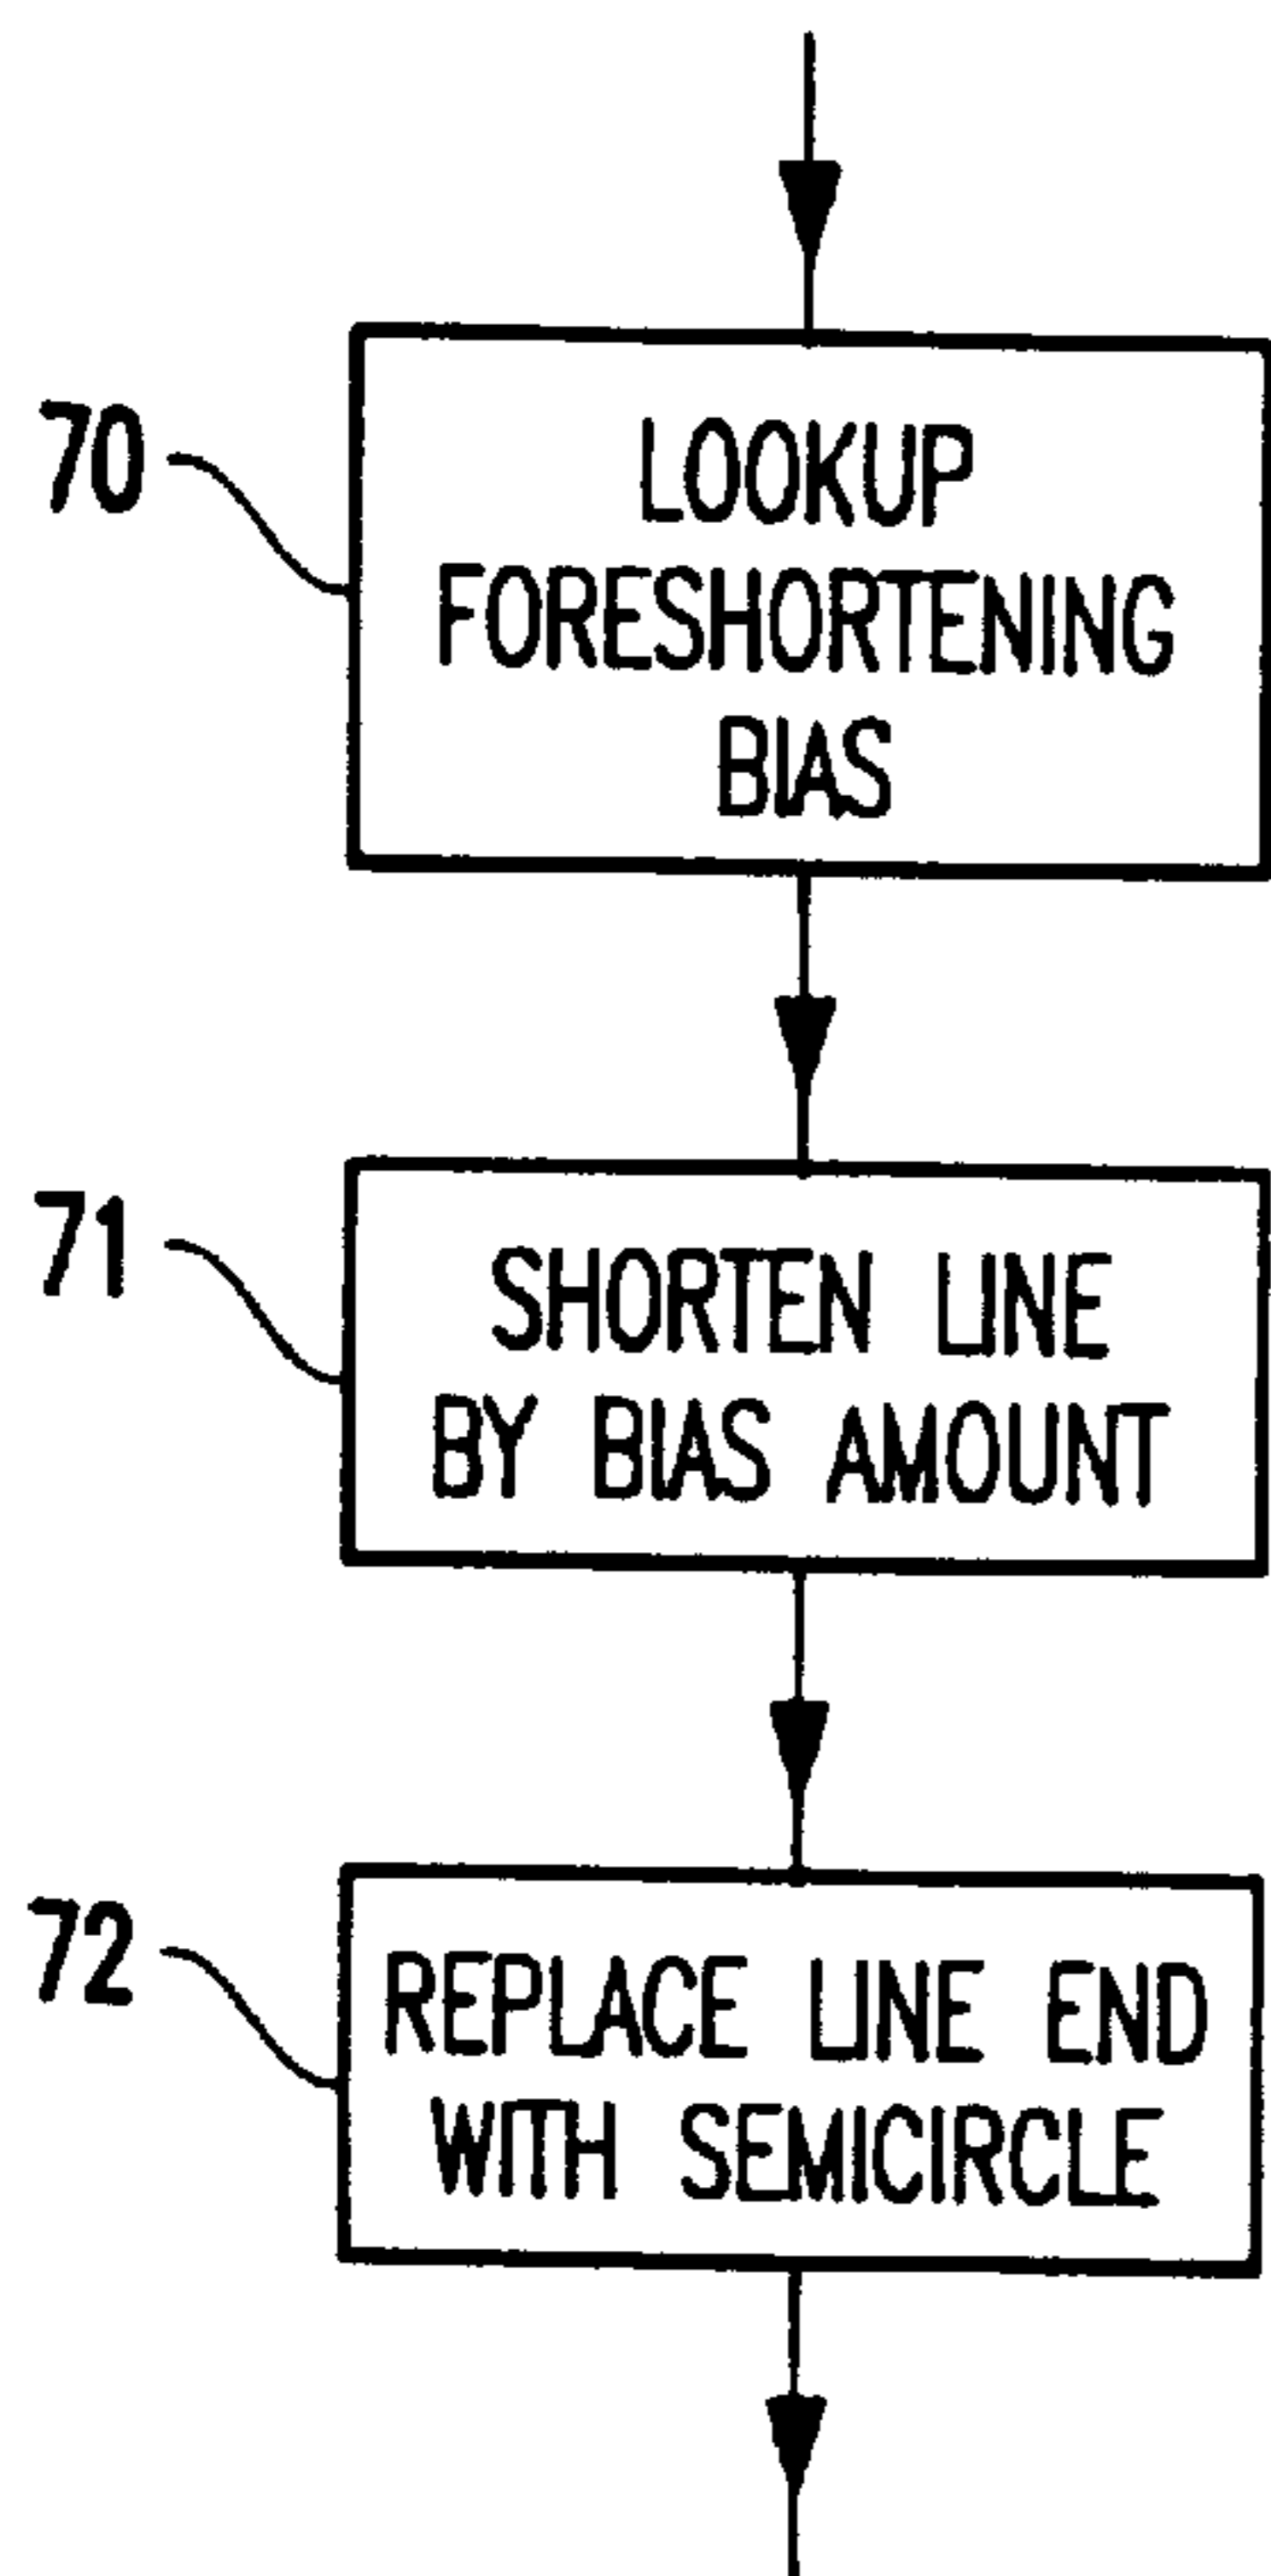 70
LOOKUP
FORESHORTENING
BIAS
71
SHORTEN LINE
BY BIAS AMOUNT
72
REPLACE LINE END
WITH SEMICIRCLE